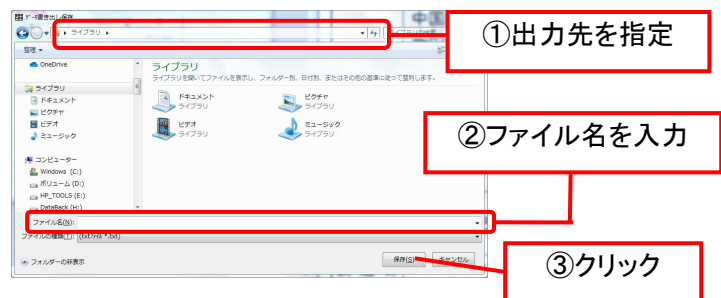 データ書き出し保存
ライブラリ
①出力先を指定
整理
OneDrive
ライブラリ
ドキュメント
ピクチャ
ビデオ
ミュージック
コンピューター
Windows (C:)
ボリューム (D:)
HP_TOOLS (E:)
DataBack (H:)
ライブラリ
ライブラリを開いてファイルを表示し、フォルダー別、日付別、またはその他の基準に従って整列します。
ドキュメント
ライブラリ
ピクチャ
ライブラリ
ビデオ
ライブラリ
ミュージック
ライブラリ
②ファイル名を入力
ファイル名(N):
ファイルの種類(T): (txtファイル *.txt)
フォルダーの非表示
保存(S)
キャンセル
③クリック